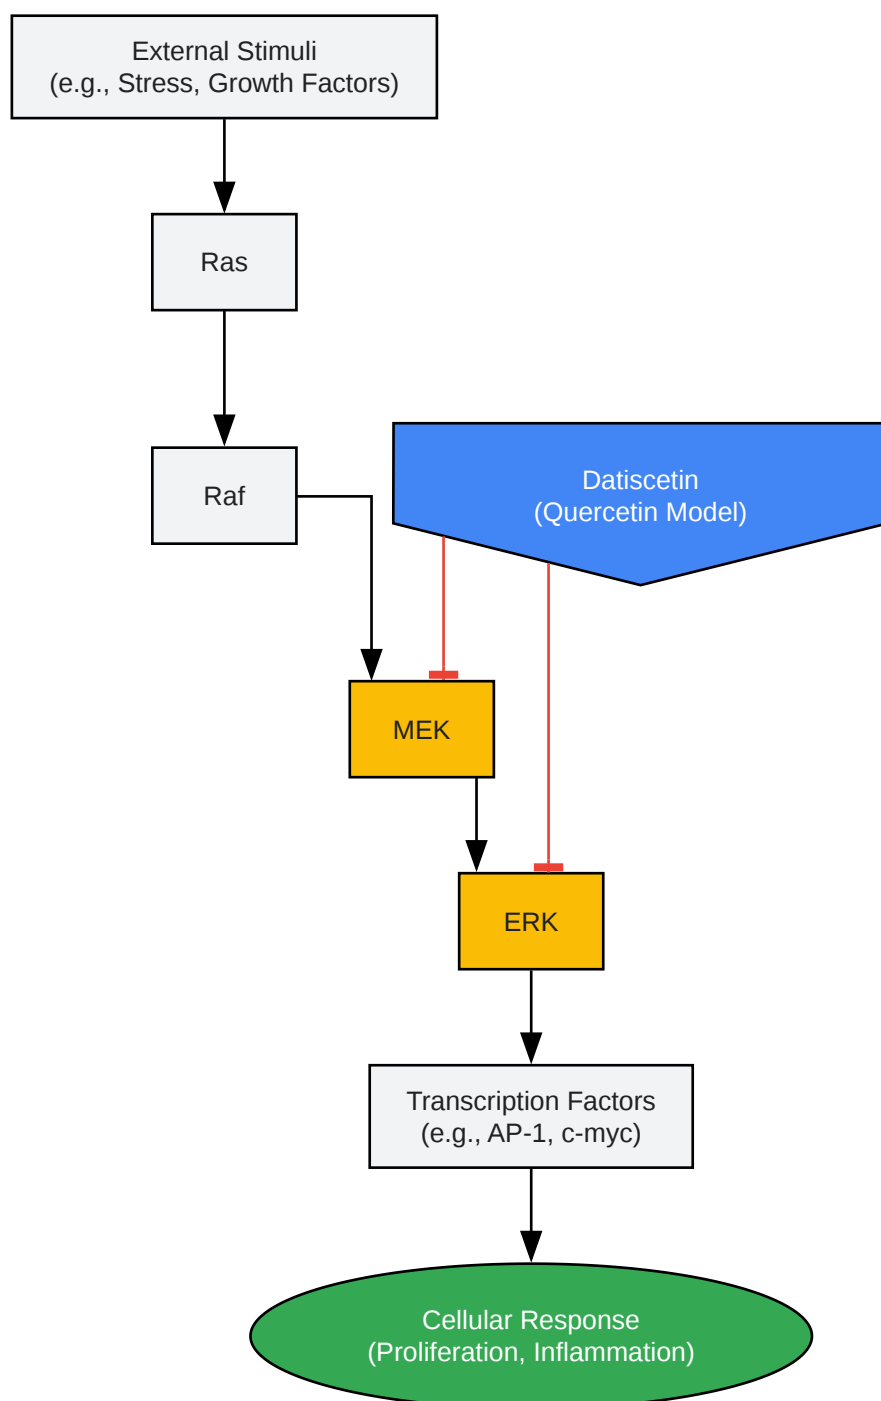 External Stimuli
(e.g., Stress, Growth Factors)
Ras
Raf
Datiscetin
(Quercetin Model)
MEK
ERK
Transcription Factors
(e.g., AP-1, c-myc)
Cellular Response
(Proliferation, Inflammation)